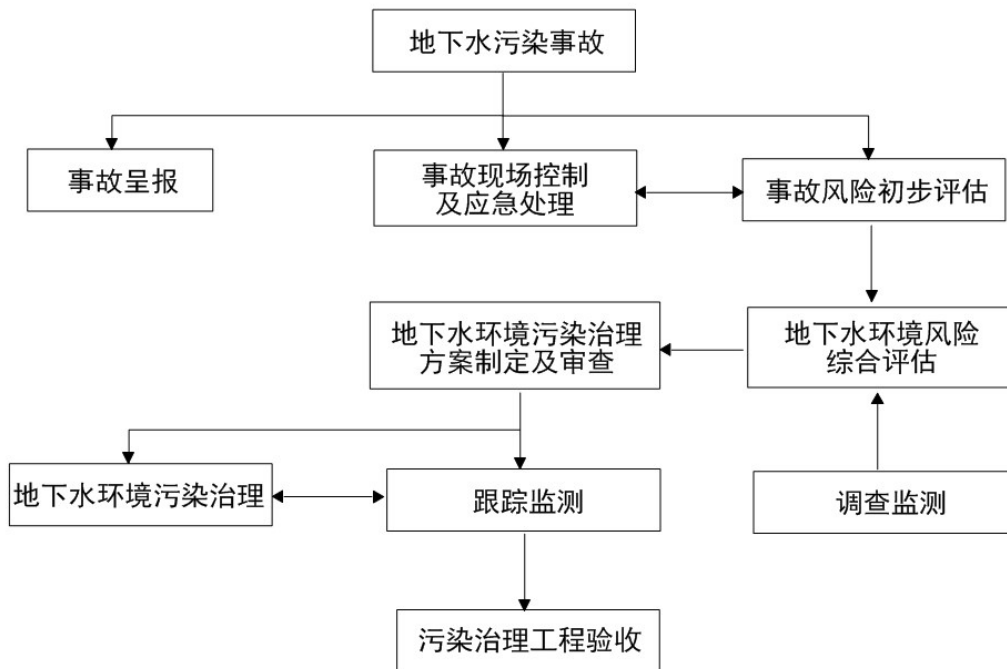 地下水污染事故
事故呈报
事故现场控制
及应急处理
事故风险初步评估
地下水环境污染治理
方案制定及审查
地下水环境风险
综合评估
地下水环境污染治理
跟踪监测
调查监测
污染治理工程验收